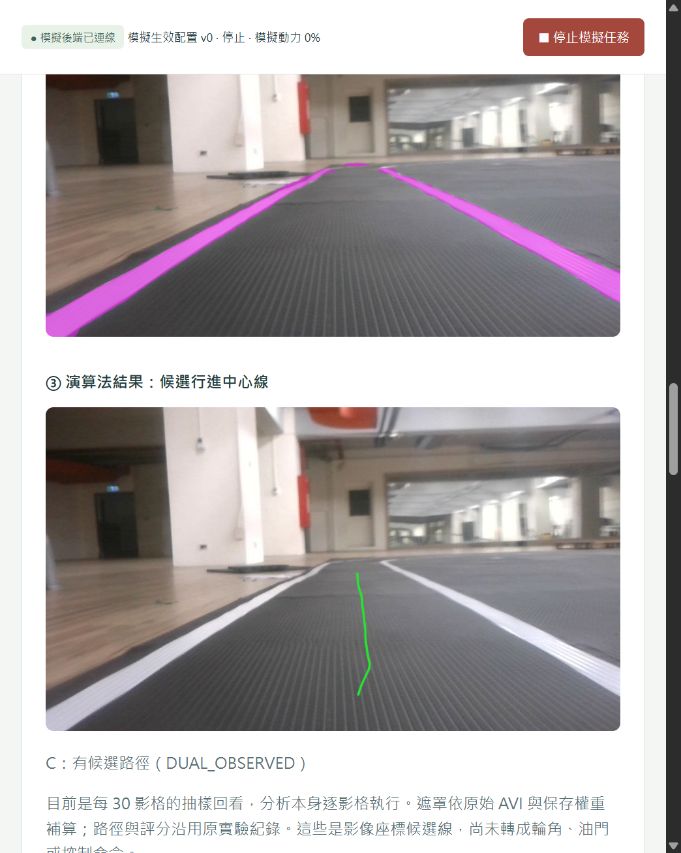 ● 模擬後端已連線 模擬生效配置 v0 · 停止 · 模擬動力 0%
■ 停止模擬任務
③ 演算法結果：候選行進中心線
C：有候選路徑（DUAL_OBSERVED）
目前是每 30 影格的抽樣回看，分析本身逐影格執行。遮罩依原始 AVI 與保存權重
補算；路徑與評分沿用原實驗紀錄。這些是影像座標候選線，尚未轉成輪角、油門
或控制命令。